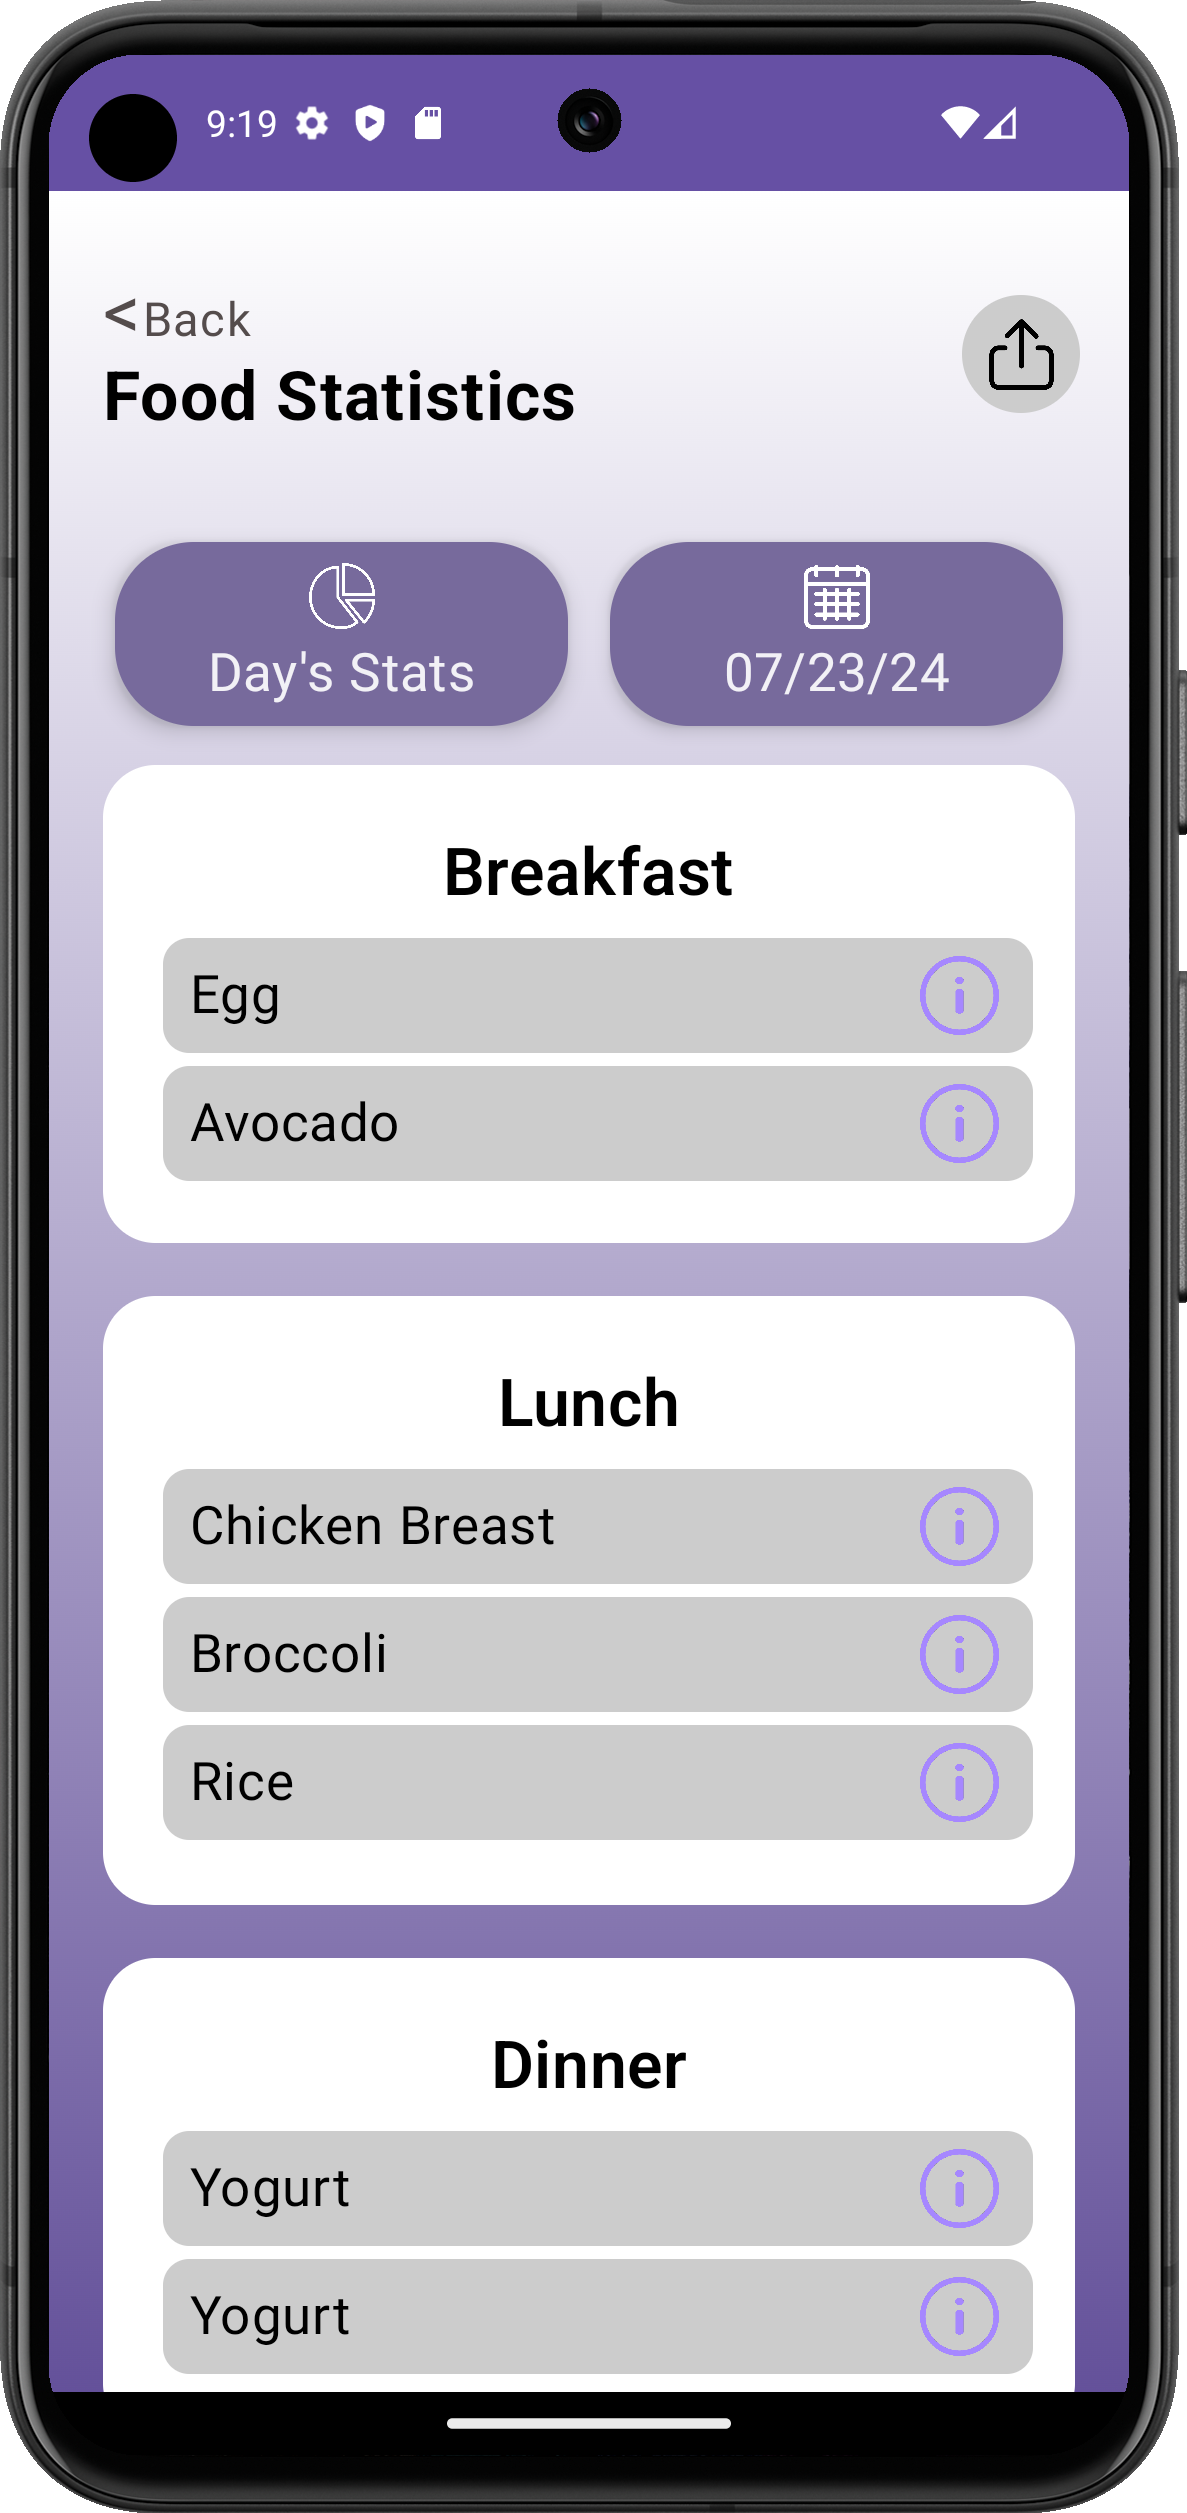 9:19
<Back
Food Statistics
Day's Stats
07/23/24
Breakfast
Egg
Avocado
Lunch
Chicken Breast
Broccoli
Rice
Dinner
Yogurt
Yogurt